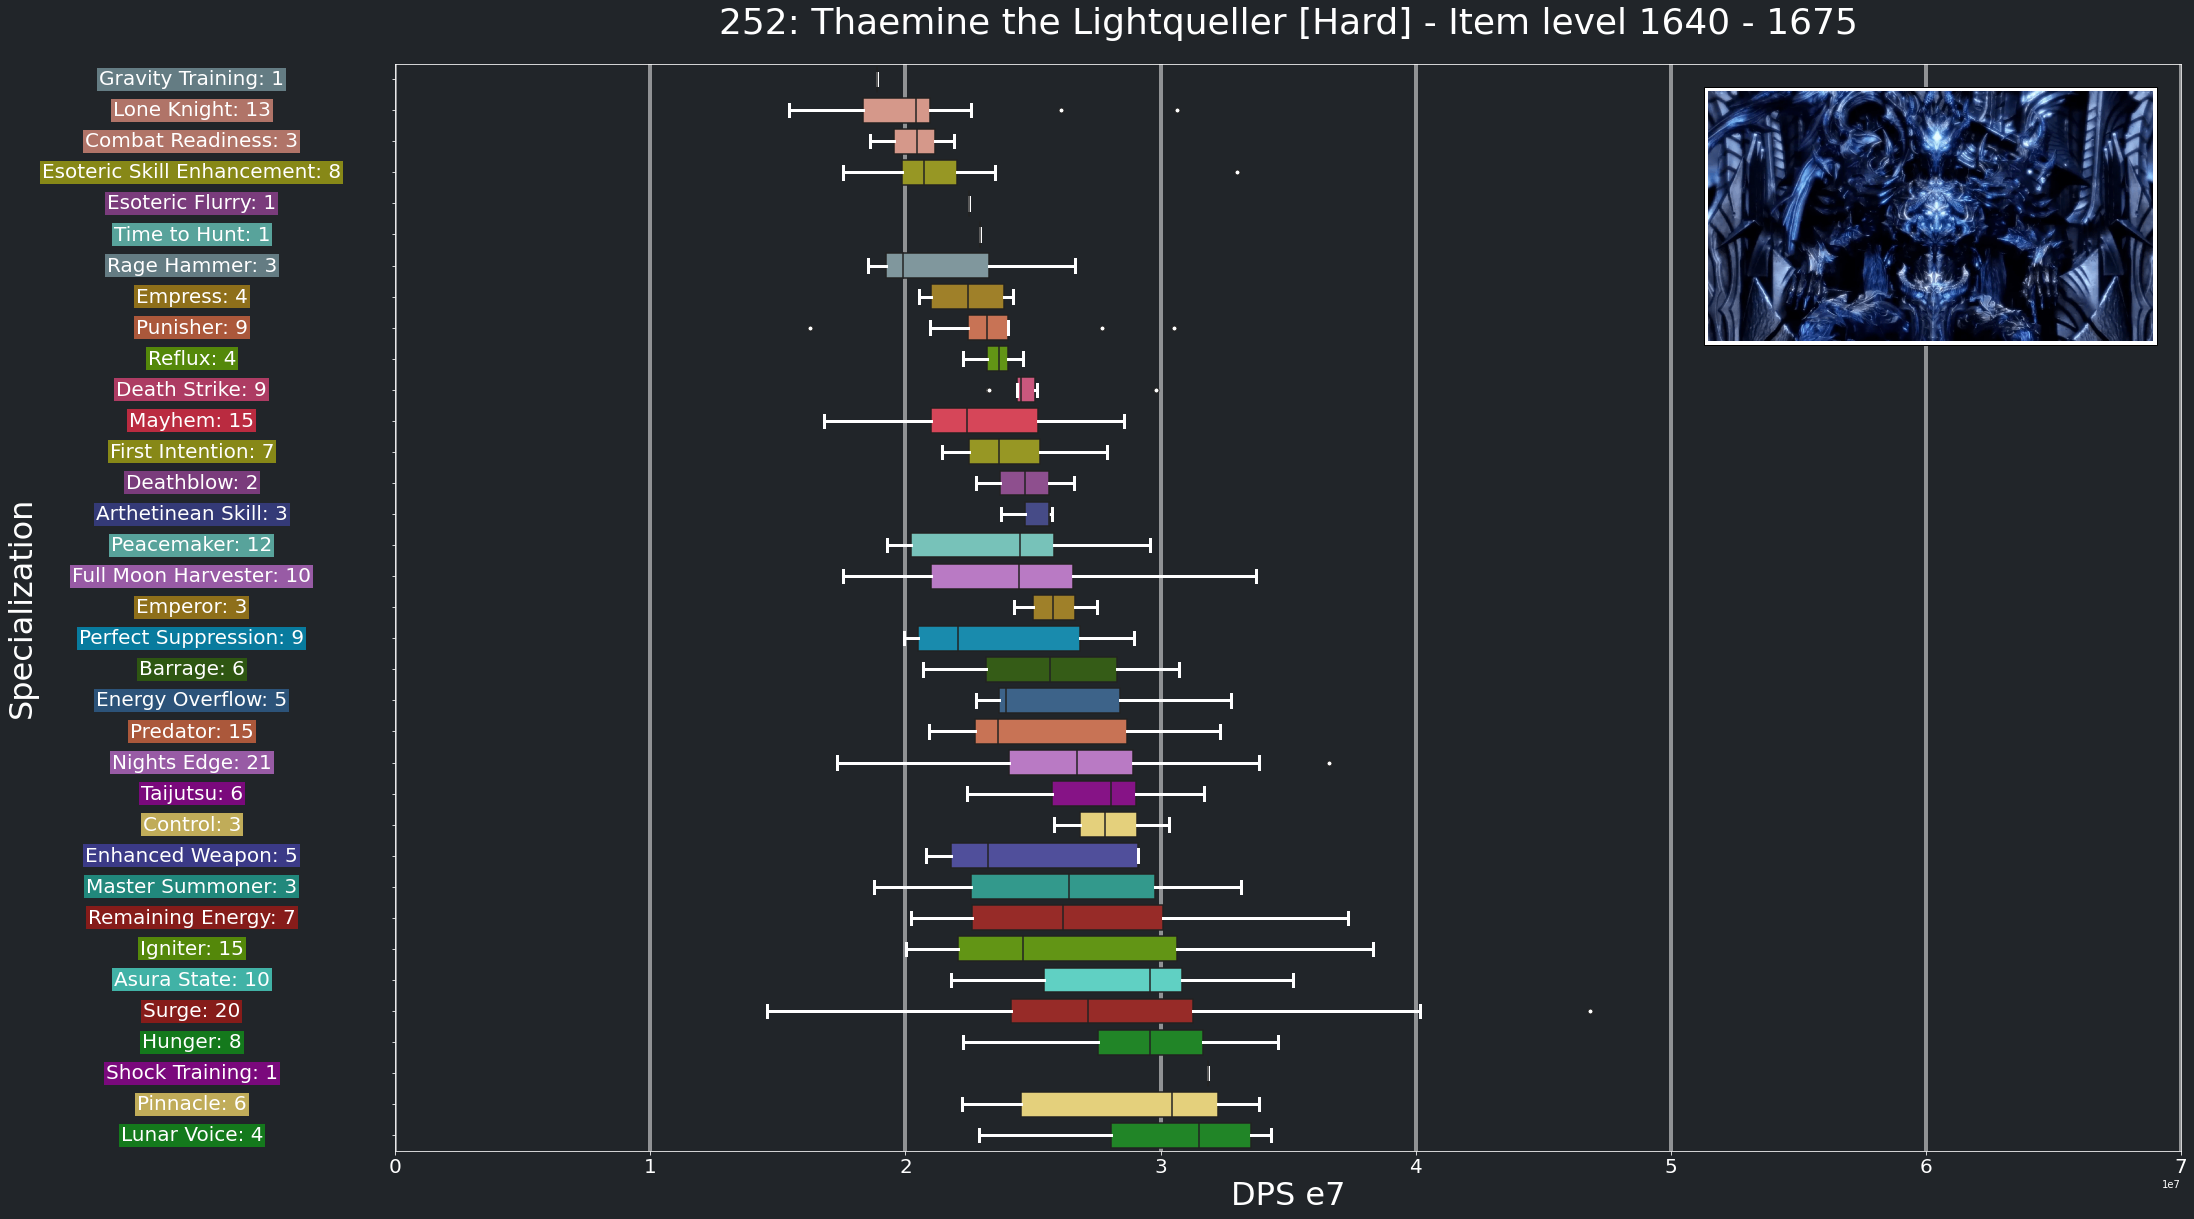 252: Thaemine the Lightqueller [Hard] - Item level 1640 - 1675
Gravity Training: 1
Lone Knight: 13
Combat Readiness: 3
Esoteric Skill Enhancement: 8
Esoteric Flurry: 1
Time to Hunt: 1
Rage Hammer: 3
Empress: 4
Punisher: 9
Reflux: 4
Death Strike: 9
Mayhem: 15
First Intention: 7
Deathblow: 2
Arthetinean Skill: 3
Peacemaker: 12
Full Moon Harvester: 10
Emperor: 3
Perfect Suppression: 9
Barrage: 6
Energy Overflow: 5
Predator: 15
Nights Edge: 21
Taijutsu: 6
Control: 3
Enhanced Weapon: 5
Master Summoner: 3
Remaining Energy: 7
Igniter: 15
Asura State: 10
Surge: 20
Hunger: 8
Shock Training: 1
Pinnacle: 6
Lunar Voice: 4
Specialization
0 1 2 3 4 5 6 7
1e7
DPS e7